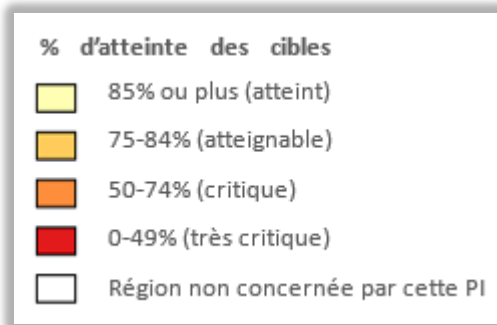 % d'atteinte des cibles
85% ou plus (atteint)
75-84% (atteignable)
50-74% (critique)
0-49% (très critique)
Région non concernée par cette PI